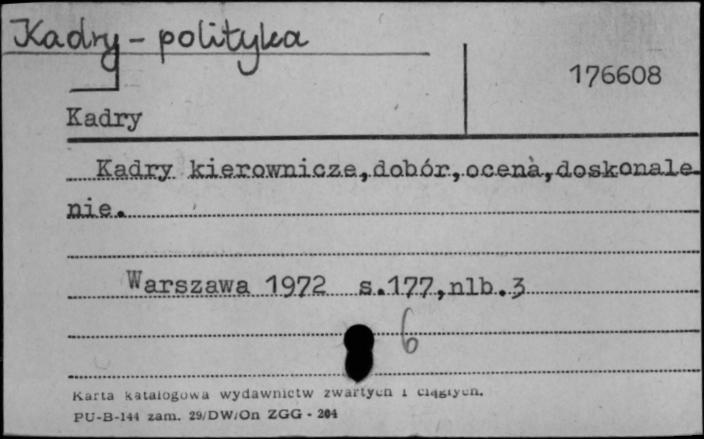 Kadry - polityka
176608
Kadry
Kadry kierownicze,dobór,ocena,doskonale-
nie.
Warszawa 1972 s.177,nlb.3
6
Karta katalogowa wydawnictw zwartych i ciągłych.
PU-B-144 zam. 29/DW/On ZGG - 204